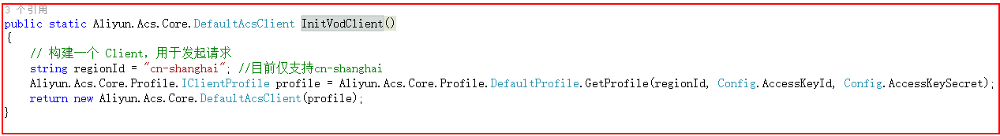 3 个引用
public static Aliyun.Acs.Core.DefaultAcsClient InitVodClient()
{
// 构建一个 Client，用于发起请求
string regionId = "cn-shanghai"; //目前仅支持cn-shanghai
Aliyun.Acs.Core.Profile.IClientProfile profile = Aliyun.Acs.Core.Profile.DefaultProfile.GetProfile(regionId, Config.AccessKeyId, Config.AccessKeySecret);
return new Aliyun.Acs.Core.DefaultAcsClient(profile);
}